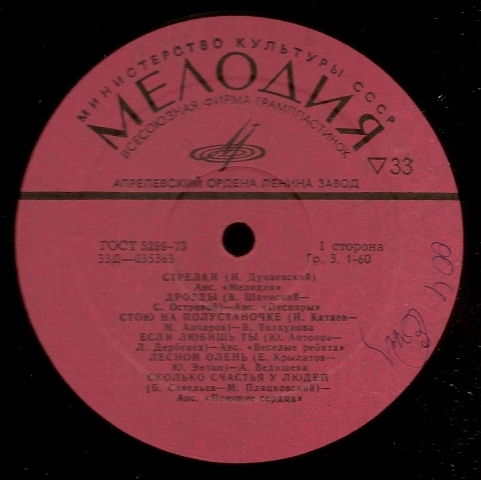 МИНИСТЕРСТВО КУЛЬТУРЫ СССР
МЕЛОДИЯ
ВСЕСОЮЗНАЯ ФИРМА ГРАМПЛАСТИНОК
▽33
АПРЕЛЕВСКИЙ ОРДЕНА ЛЕНИНА ЗАВОД
ГОСТ 5289-73 1 сторона
33Д—035363 Гр. 3. 1-60
СТРЕЛКИ (И. Дунаевский)
Анс. «Мелодия»
ДРОЗДЫ (В. Шаинский—
С. Островой)—Анс. «Песняры»
СТОЮ НА ПОЛУСТАНОЧКЕ (И. Катаев—
М. Анчаров)—В. Толкунова
ЕСЛИ ЛЮБИШЬ ТЫ (Ю. Антонов—
Л. Дербенев)—Анс. «Веселые ребята»
ЛЕСНОЙ ОЛЕНЬ (Е. Крылатов—
Ю. Энтин)—А. Ведищева
СКОЛЬКО СЧАСТЬЯ У ЛЮДЕЙ
(Б. Савельев—М. Пляцковский)—
Анс. «Поющие сердца»